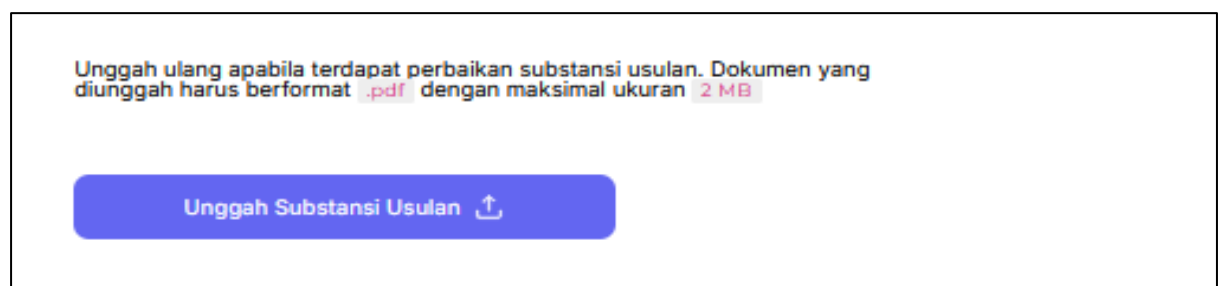 Unggah ulang apabila terdapat perbaikan substansi usulan. Dokumen yang
diunggah harus berformat .pdf dengan maksimal ukuran 2 MB
Unggah Substansi Usulan